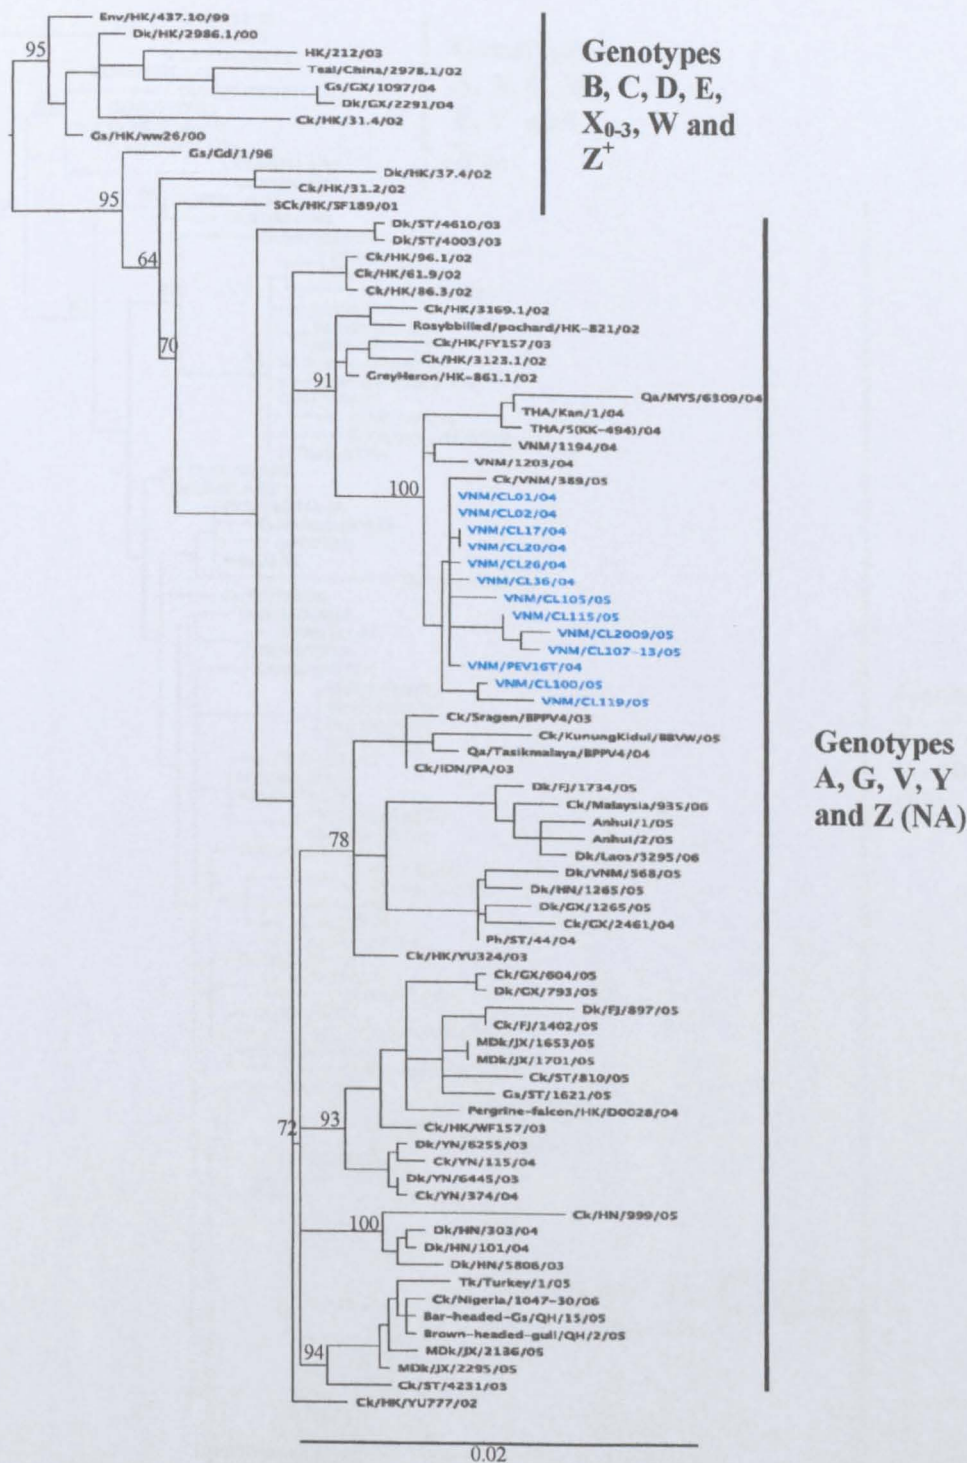 Env/HK/437.10/99
Dk/HK/2986.1/00
95
HK/212/03
Tsal/China/2978.1/02
Gs/GX/1097/04
Dk/GX/2291/04
Ck/HK/31.4/02
Gs/HK/ww26/00
Genotypes
B, C, D, E,
X0-3, W and
Z+
Gs/Gd/1/96
Dk/HK/37.4/02
Ck/HK/31.2/02
95
SCk/HK/SF189/01
Dk/ST/4610/03
Dk/ST/4003/03
64
Ck/HK/96.1/02
Ck/HK/61.9/02
Ck/HK/86.3/02
Ck/HK/3169.1/02
Rosybbilled/pochard/HK-821/02
70
Ck/HK/FY157/03
Ck/HK/3123.1/02
GreyHeron/HK-861.1/02
91
Qa/MYS/6309/04
THA/Kan/1/04
THA/5(KK-494)/04
VNM/1194/04
VNM/1203/04
Ck/VNM/389/05
100
VNM/CL01/04
VNM/CL02/04
VNM/CL17/04
VNM/CL20/04
VNM/CL26/04
VNM/CL36/04
VNM/CL105/05
VNM/CL115/05
VNM/CL2009/05
VNM/CL107-13/05
VNM/PEV16T/04
VNM/CL100/05
VNM/CL119/05
Ck/Sragen/BPPV4/03
Ck/KunungKidul/BBVW/05
Qa/Tasikmalaya/BPPV4/04
Ck/IDN/PA/03
Genotypes
A, G, V, Y
and Z (NA)
Dk/FJ/1734/05
Ck/Malaysia/935/06
Anhui/1/05
Anhui/2/05
78
Dk/Laos/3295/06
Dk/VNM/568/05
Dk/HN/1265/05
Dk/GX/1265/05
Ck/GX/2461/04
Ph/ST/44/04
Ck/HK/YU324/03
Ck/GX/604/05
Dk/GX/793/05
Dk/FJ/897/05
Ck/FJ/1402/05
MDk/JX/1653/05
MDk/JX/1701/05
Ck/ST/810/05
Gs/ST/1621/05
Pergrine-falcon/HK/D0028/04
72
93
Ck/HK/WF157/03
Dk/YN/6255/03
Ck/YN/115/04
Dk/YN/6445/03
Ck/YN/374/04
Ck/HN/999/05
100
Dk/HN/303/04
Dk/HN/101/04
Dk/HN/5806/03
Tk/Turkey/1/05
Ck/Nigeria/1047-30/06
Bar-headed-Gs/QH/15/05
Brown-headed-gull/QH/2/05
94
MDk/JX/2136/05
MDk/JX/2295/05
Ck/ST/4231/03
Ck/HK/YU777/02
0.02